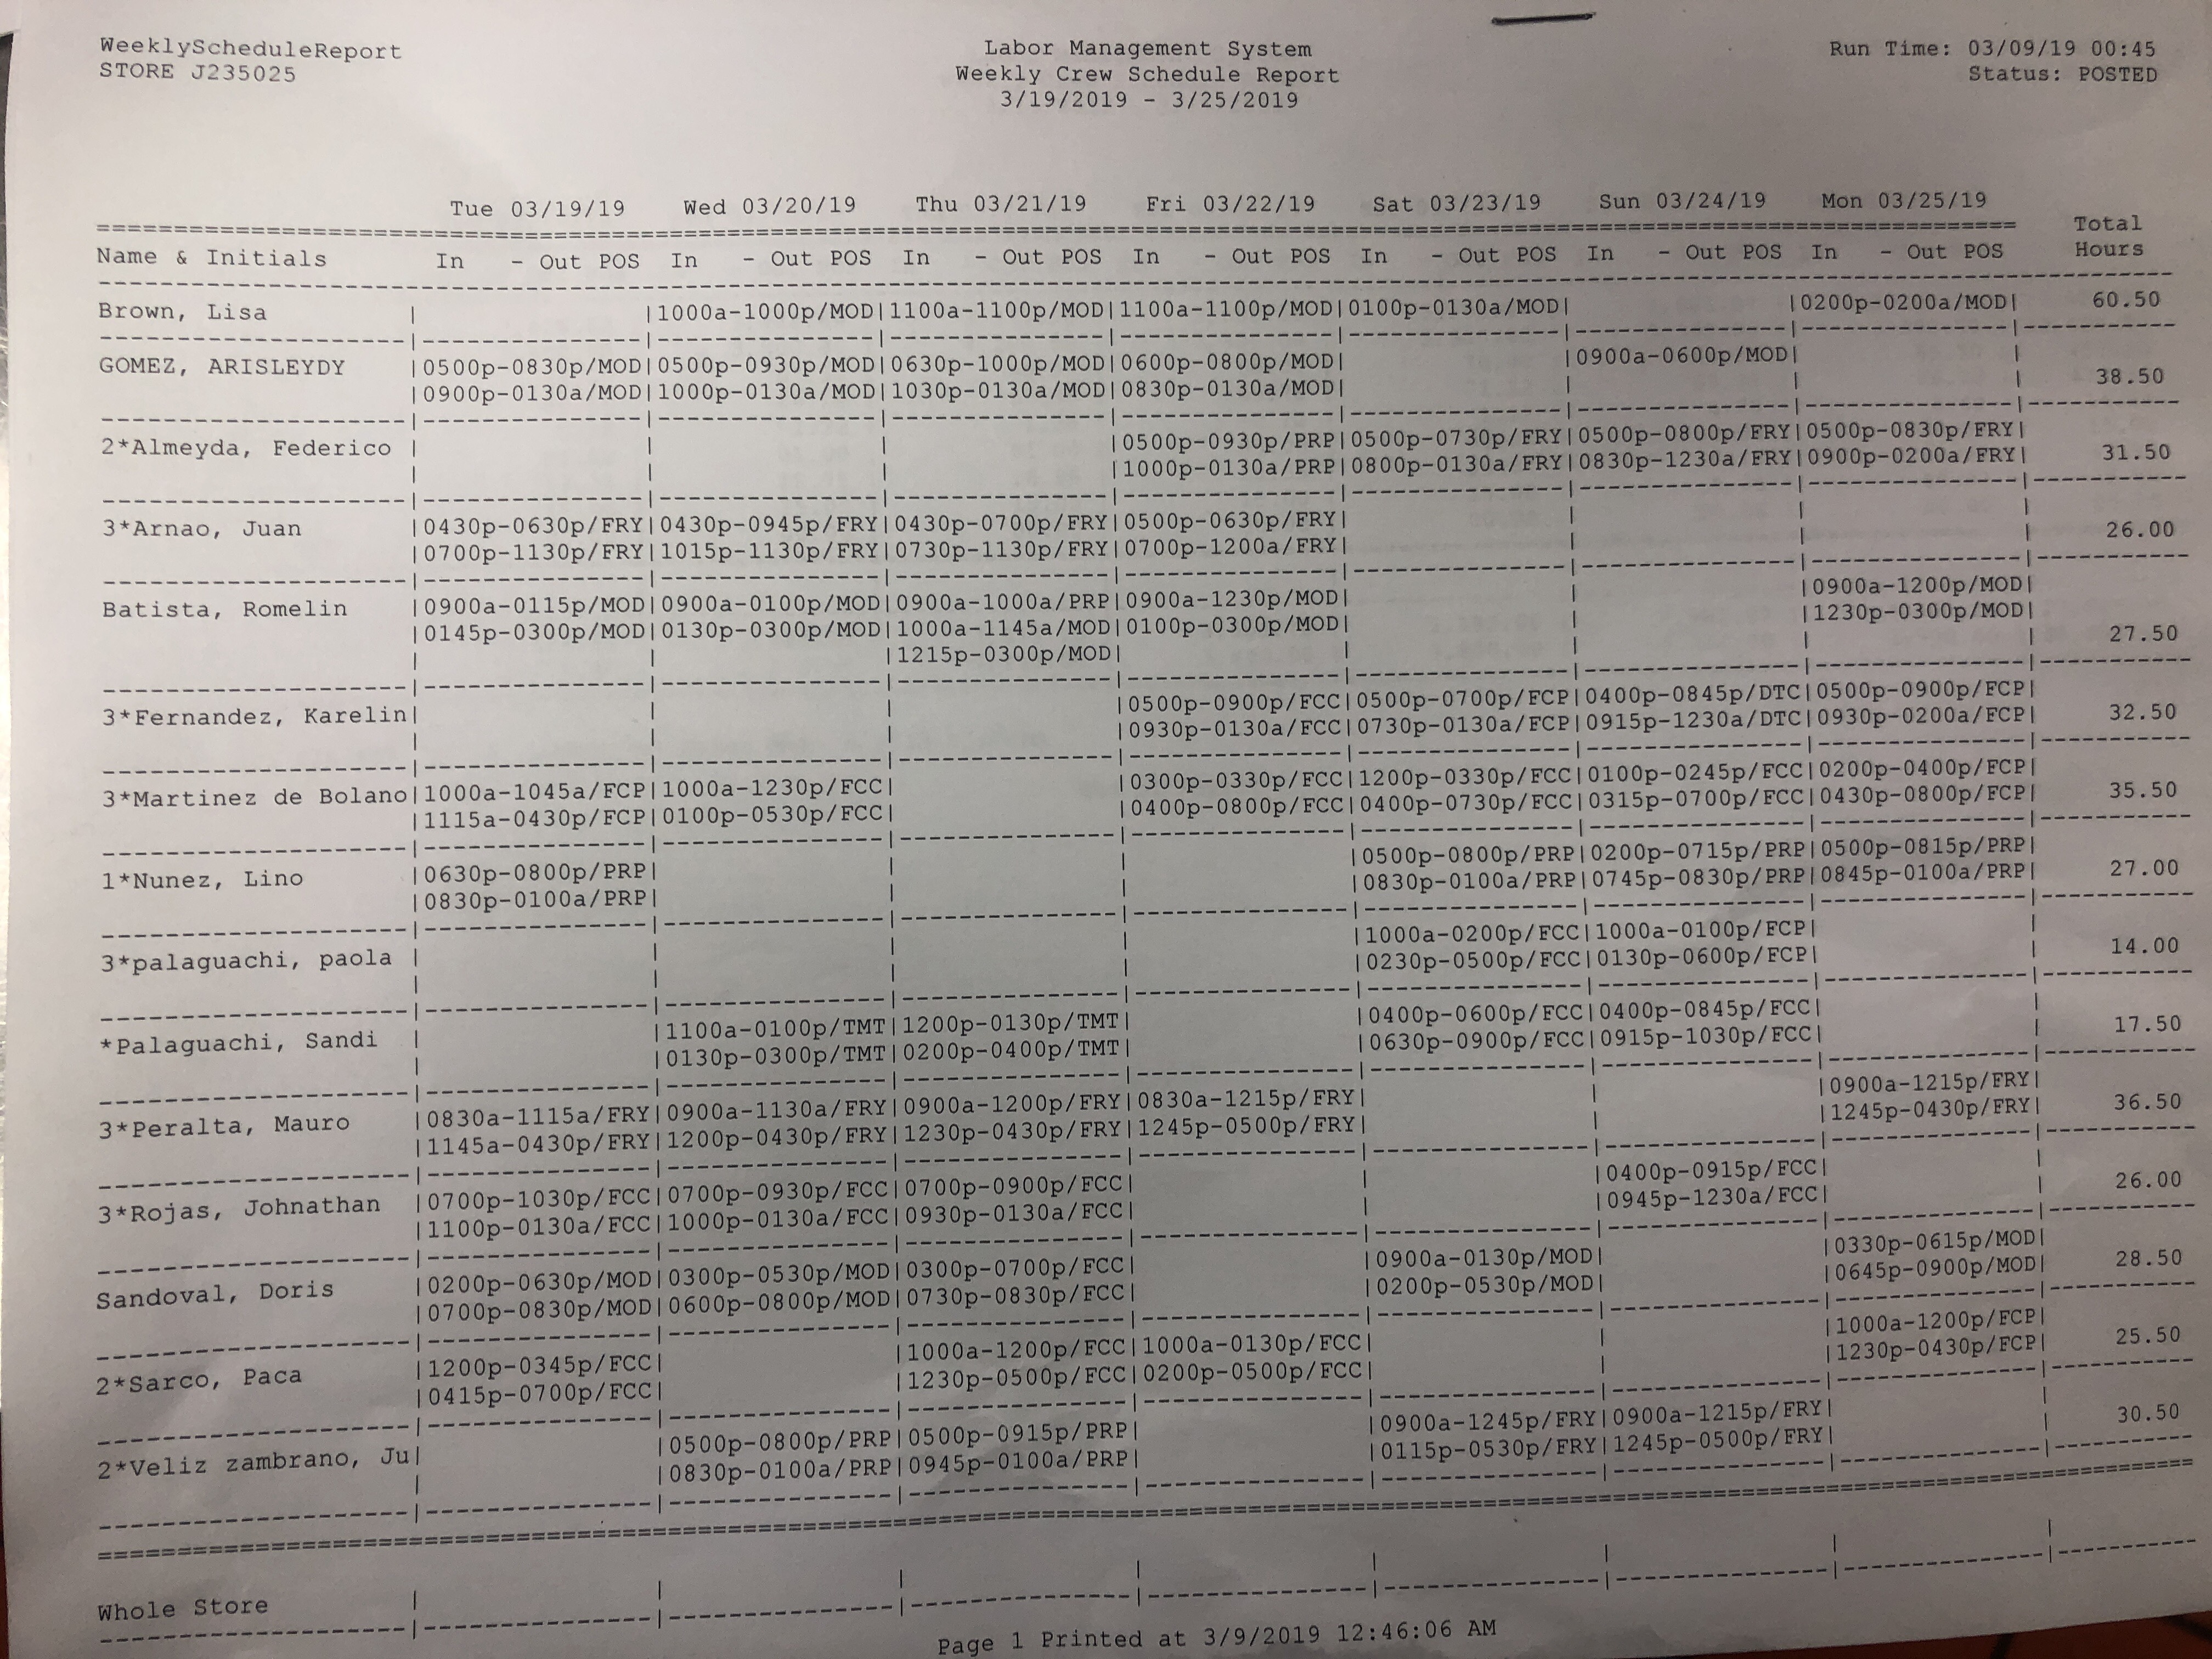 WeeklyScheduleReport Labor Management System Run Time: 03/09/19 00:45
STORE J235025 Weekly Crew Schedule Report Status: POSTED
3/19/2019 - 3/25/2019
Tue 03/19/19 Wed 03/20/19 Thu 03/21/19 Fri 03/22/19 Sat 03/23/19 Sun 03/24/19 Mon 03/25/19 Total
Name & Initials In - Out POS In - Out POS In - Out POS In - Out POS In - Out POS In - Out POS In - Out POS Hours
Brown, Lisa | |1000a-1000p/MOD|1100a-1100p/MOD|1100a-1100p/MOD|0100p-0130a/MOD| |0200p-0200a/MOD| 60.50
GOMEZ, ARISLEYDY |0500p-0830p/MOD|0500p-0930p/MOD|0630p-1000p/MOD|0600p-0800p/MOD| |0900a-0600p/MOD| |
|0900p-0130a/MOD|1000p-0130a/MOD|1030p-0130a/MOD|0830p-0130a/MOD| | | | 38.50
2*Almeyda, Federico | | | |0500p-0930p/PRP|0500p-0730p/FRY|0500p-0800p/FRY|0500p-0830p/FRY|
| | | |1000p-0130a/PRP|0800p-0130a/FRY|0830p-1230a/FRY|0900p-0200a/FRY| 31.50
3*Arnao, Juan |0430p-0630p/FRY|0430p-0945p/FRY|0430p-0700p/FRY|0500p-0630p/FRY| | | |
|0700p-1130p/FRY|1015p-1130p/FRY|0730p-1130p/FRY|0700p-1200a/FRY| | | | 26.00
Batista, Romelin |0900a-0115p/MOD|0900a-0100p/MOD|0900a-1000a/PRP|0900a-1230p/MOD| | |0900a-1200p/MOD|
|0145p-0300p/MOD|0130p-0300p/MOD|1000a-1145a/MOD|0100p-0300p/MOD| | |1230p-0300p/MOD|
| | |1215p-0300p/MOD| | | | | 27.50
3*Fernandez, Karelin| | | |0500p-0900p/FCC|0500p-0700p/FCP|0400p-0845p/DTC|0500p-0900p/FCP|
| | | |0930p-0130a/FCC|0730p-0130a/FCP|0915p-1230a/DTC|0930p-0200a/FCP| 32.50
3*Martinez de Bolano|1000a-1045a/FCP|1000a-1230p/FCC| |0300p-0330p/FCC|1200p-0330p/FCC|0100p-0245p/FCC|0200p-0400p/FCP|
|1115a-0430p/FCP|0100p-0530p/FCC| |0400p-0800p/FCC|0400p-0730p/FCC|0315p-0700p/FCC|0430p-0800p/FCP| 35.50
1*Nunez, Lino |0630p-0800p/PRP| | | |0500p-0800p/PRP|0200p-0715p/PRP|0500p-0815p/PRP|
|0830p-0100a/PRP| | | |0830p-0100a/PRP|0745p-0830p/PRP|0845p-0100a/PRP| 27.00
3*palaguachi, paola | | | | |1000a-0200p/FCC|1000a-0100p/FCP| |
| | | | |0230p-0500p/FCC|0130p-0600p/FCP| | 14.00
*Palaguachi, Sandi | |1100a-0100p/TMT|1200p-0130p/TMT| |0400p-0600p/FCC|0400p-0845p/FCC| |
| |0130p-0300p/TMT|0200p-0400p/TMT| |0630p-0900p/FCC|0915p-1030p/FCC| | 17.50
3*Peralta, Mauro |0830a-1115a/FRY|0900a-1130a/FRY|0900a-1200p/FRY|0830a-1215p/FRY| | |0900a-1215p/FRY|
|1145a-0430p/FRY|1200p-0430p/FRY|1230p-0430p/FRY|1245p-0500p/FRY| | |1245p-0430p/FRY| 36.50
3*Rojas, Johnathan |0700p-1030p/FCC|0700p-0930p/FCC|0700p-0900p/FCC| | |0400p-0915p/FCC| |
|1100p-0130a/FCC|1000p-0130a/FCC|0930p-0130a/FCC| | |0945p-1230a/FCC| | 26.00
Sandoval, Doris |0200p-0630p/MOD|0300p-0530p/MOD|0300p-0700p/FCC| |0900a-0130p/MOD| |0330p-0615p/MOD|
|0700p-0830p/MOD|0600p-0800p/MOD|0730p-0830p/FCC| |0200p-0530p/MOD| |0645p-0900p/MOD| 28.50
2*Sarco, Paca |1200p-0345p/FCC| |1000a-1200p/FCC|1000a-0130p/FCC| | |1000a-1200p/FCP|
|0415p-0700p/FCC| |1230p-0500p/FCC|0200p-0500p/FCC| | |1230p-0430p/FCP| 25.50
2*Veliz zambrano, Ju| |0500p-0800p/PRP|0500p-0915p/PRP| |0900a-1245p/FRY|0900a-1215p/FRY| |
| |0830p-0100a/PRP|0945p-0100a/PRP| |0115p-0530p/FRY|1245p-0500p/FRY| | 30.50
Whole Store | | | | | | | |
Page 1 Printed at 3/9/2019 12:46:06 AM